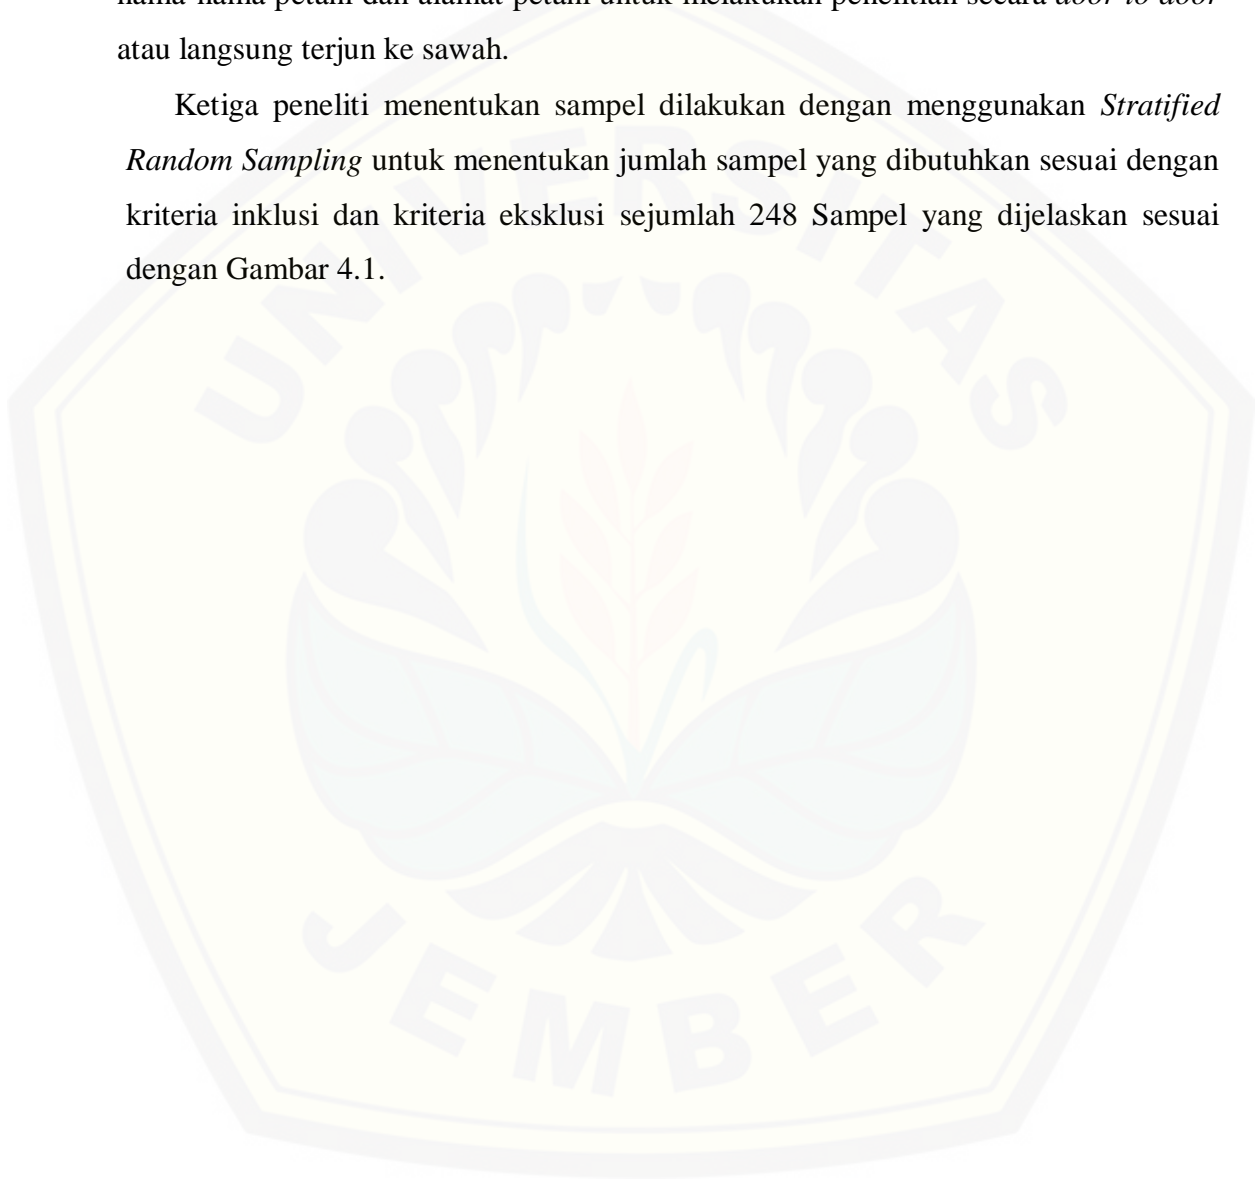 nama-nama petani dan alamat petani untuk melakukan penelitian secara door to door
atau langsung terjun ke sawah.
Ketiga peneliti menentukan sampel dilakukan dengan menggunakan Stratified
Random Sampling untuk menentukan jumlah sampel yang dibutuhkan sesuai dengan
kriteria inklusi dan kriteria eksklusi sejumlah 248 Sampel yang dijelaskan sesuai
dengan Gambar 4.1.
UNIVERSITAS
JEMBER